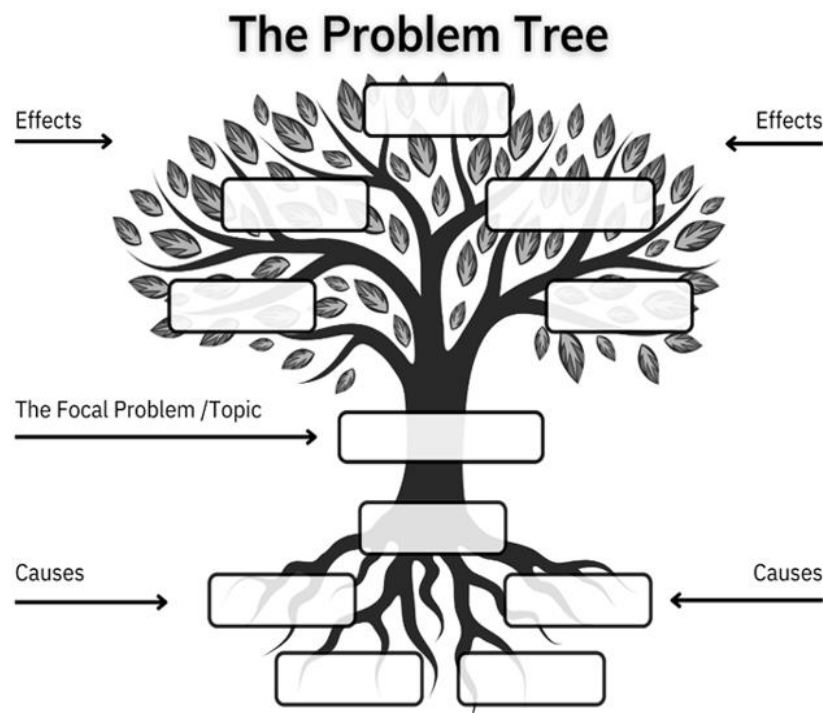 The Problem Tree
Effects
Effects
The Focal Problem /Topic
Causes
Causes